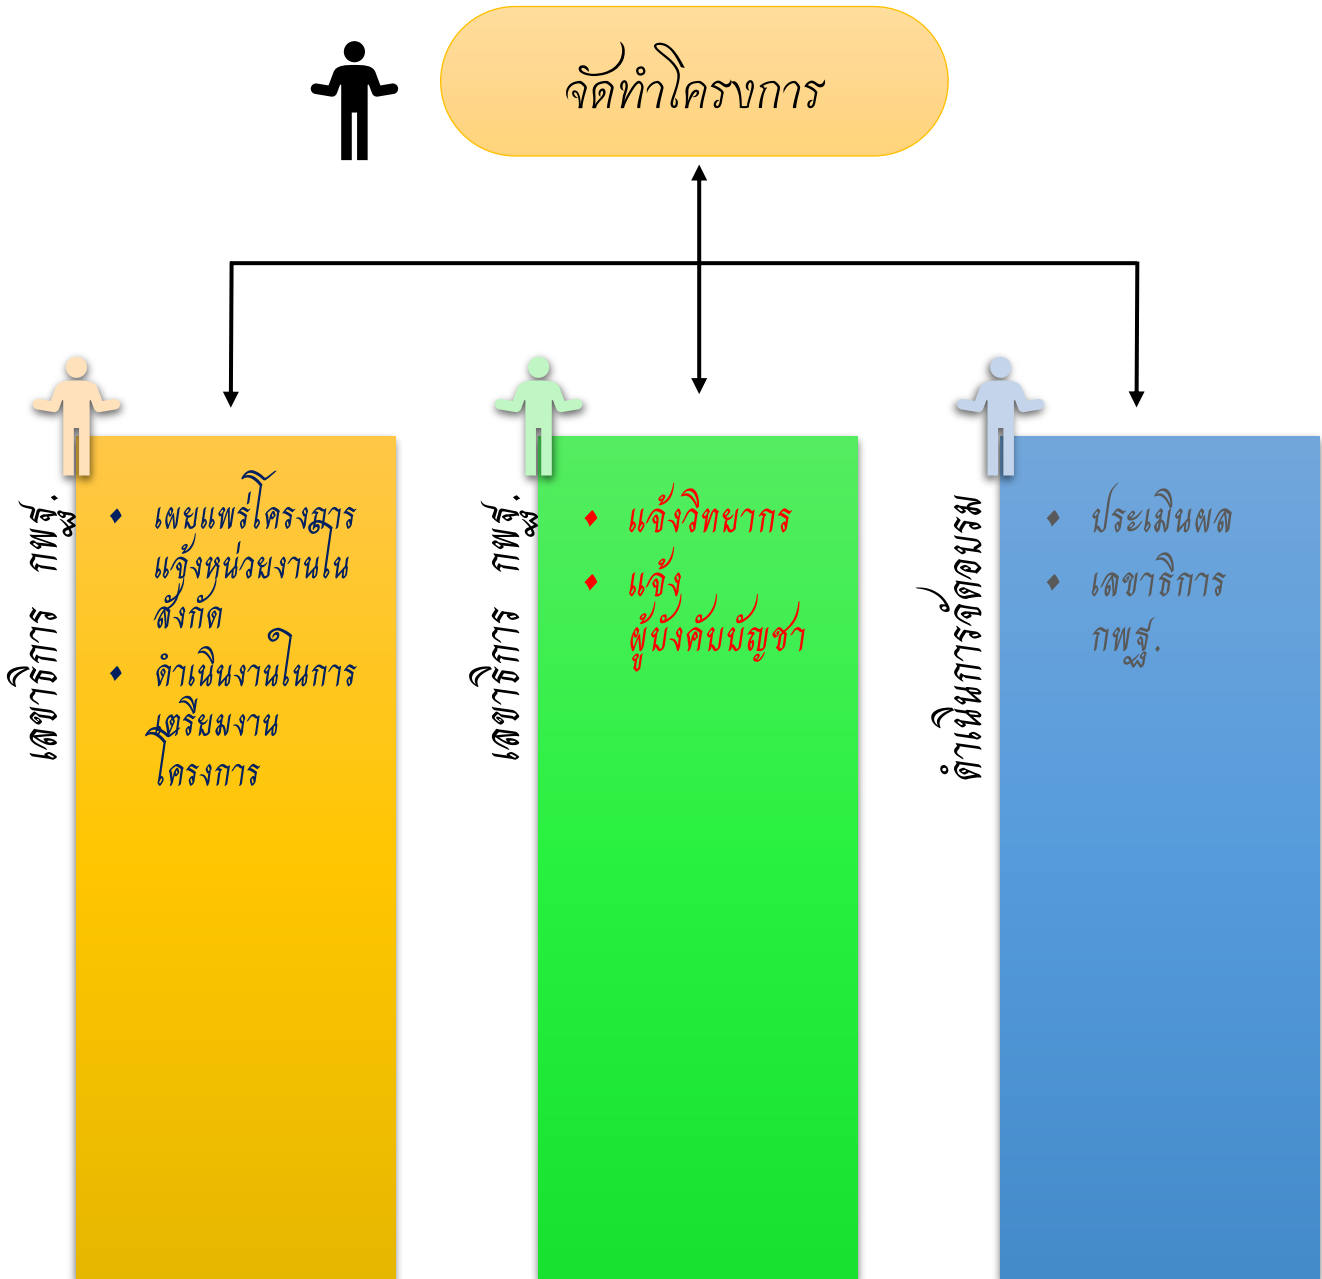 จัดทำโครงการ
เลขาธิการ กพฐ.
เผยแพร่โครงการ
แจ้งหน่วยงานใน
สังกัด
ดำเนินงานในการ
เตรียมงาน
โครงการ
เลขาธิการ กพฐ.
แจ้งวิทยากร
แจ้ง
ผู้บังคับบัญชา
ดำเนินการจัดอบรม
ประเมินผล
เลขาธิการ
กพฐ.